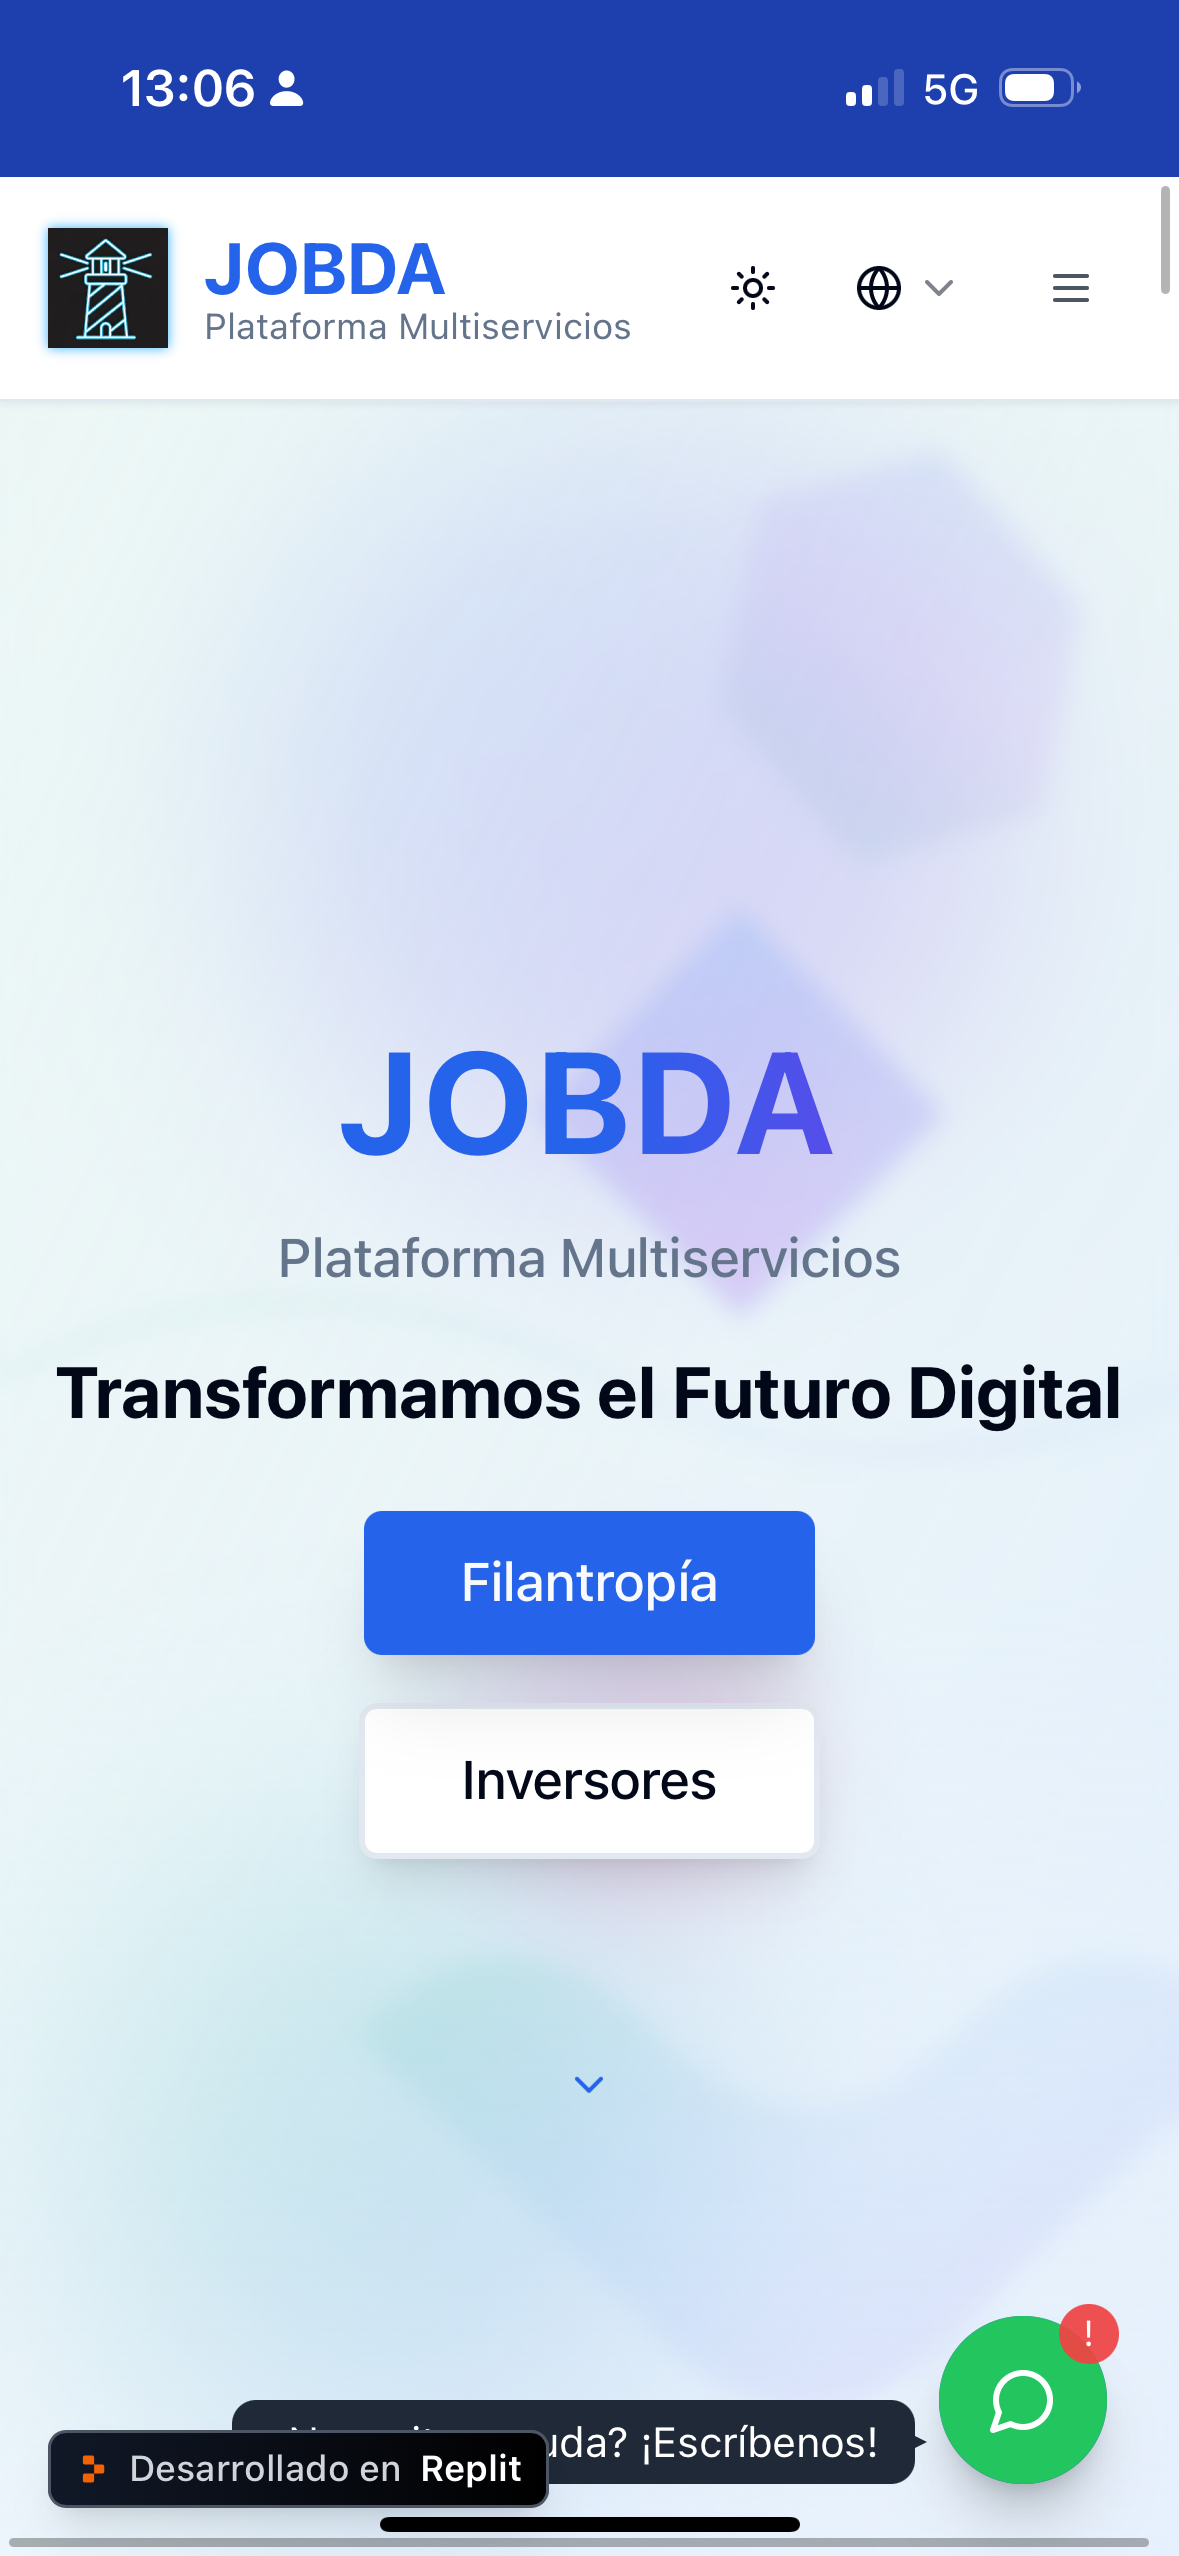 13:06
5G
JOBDA
Plataforma Multiservicios
JOBDA
Plataforma Multiservicios
Transformamos el Futuro Digital
Filantropía
Inversores
!
uda? ¡Escríbenos!
Desarrollado en Replit